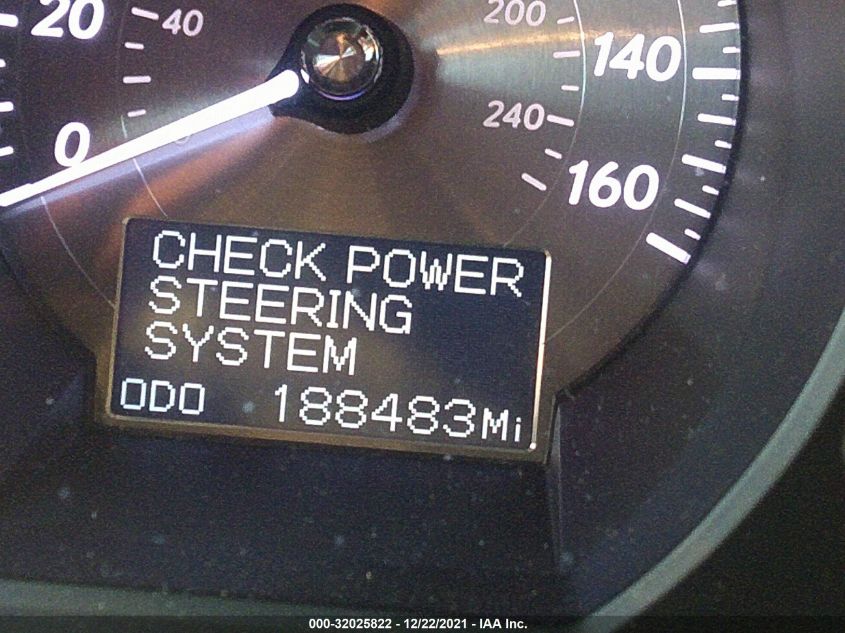 20
40
0
200
140
240
160
CHECK POWER
STEERING
SYSTEM
ODO 188483Mi
000-32025822 - 12/22/2021 - IAA Inc.